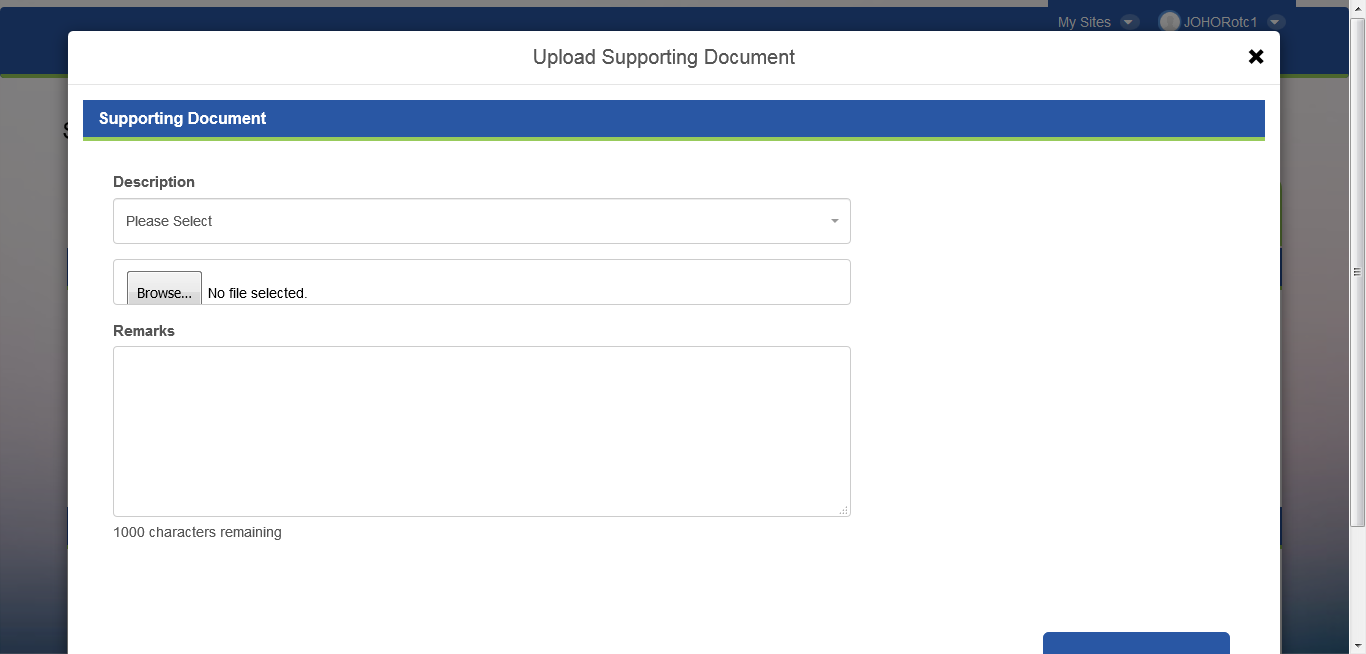 My Sites JOHORotc1
Upload Supporting Document
Supporting Document
Description
Please Select
Browse... No file selected.
Remarks
1000 characters remaining